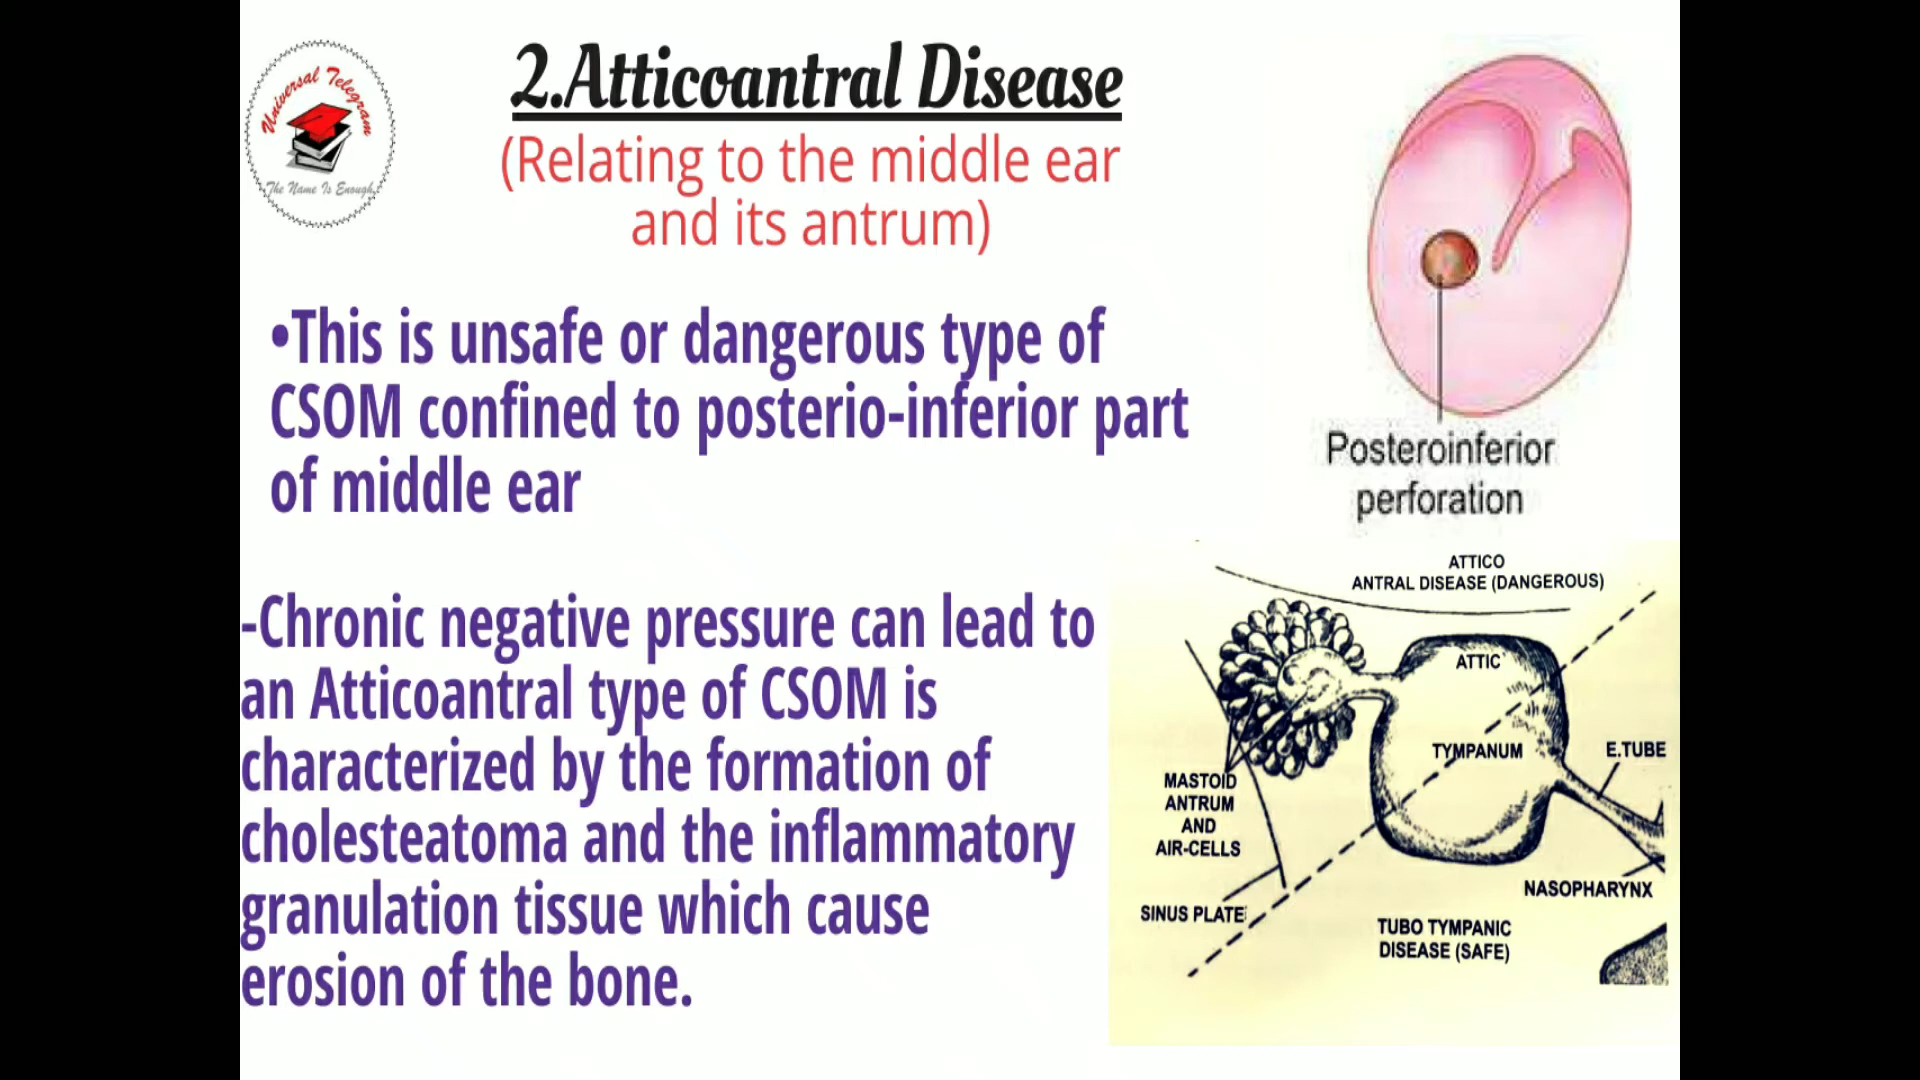 Universal Telegram
The Name Is Enough
2.Atticoantral Disease
(Relating to the middle ear
and its antrum)
•This is unsafe or dangerous type of
CSOM confined to posterio-inferior part
of middle ear
-Chronic negative pressure can lead to
an Atticoantral type of CSOM is
characterized by the formation of
cholesteatoma and the inflammatory
granulation tissue which cause
erosion of the bone.
Posteroinferior
perforation
ATTICO
ANTRAL DISEASE (DANGEROUS)
ATTIC
TYMPANUM
E.TUBE
MASTOID
ANTRUM
AND
AIR-CELLS
NASOPHARYNX
SINUS PLATE
TUBO TYMPANIC
DISEASE (SAFE)